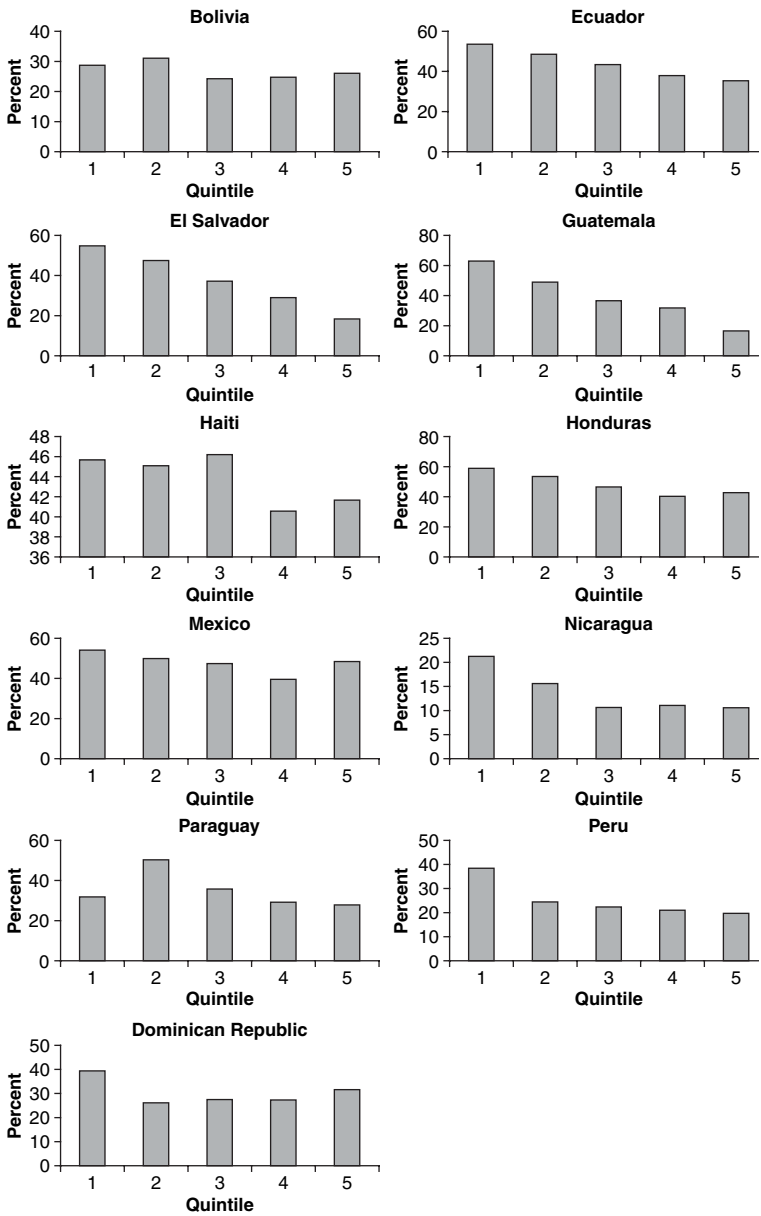 Bolivia
Percent
40
30
20
10
0
1 2 3 4 5
Quintile
Ecuador
Percent
60
40
20
0
1 2 3 4 5
Quintile
El Salvador
Percent
60
40
20
0
1 2 3 4 5
Quintile
Guatemala
Percent
80
60
40
20
0
1 2 3 4 5
Quintile
Haiti
Percent
48
46
44
42
40
38
36
1 2 3 4 5
Quintile
Honduras
Percent
80
60
40
20
0
1 2 3 4 5
Quintile
Mexico
Percent
60
40
20
0
1 2 3 4 5
Quintile
Nicaragua
Percent
25
20
15
10
5
0
1 2 3 4 5
Quintile
Paraguay
Percent
60
40
20
0
1 2 3 4 5
Quintile
Peru
Percent
50
40
30
20
10
0
1 2 3 4 5
Quintile
Dominican Republic
Percent
50
40
30
20
10
0
1 2 3 4 5
Quintile